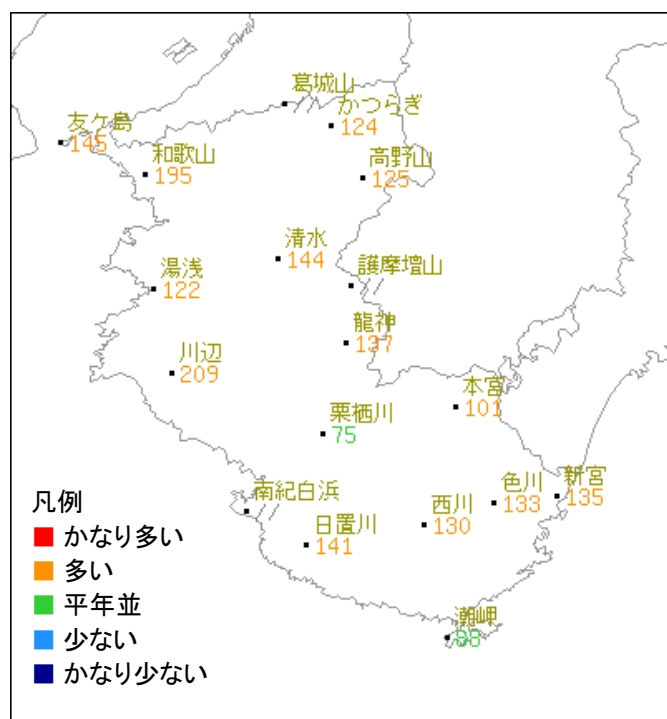 葛城山
かつらぎ
124
友ケ島
145
和歌山
195
高野山
125
清水
144
護摩壇山
//
湯浅
122
龍神
137
川辺
209
本宮
101
栗栖川
75
南紀白浜
//
日置川
141
西川
130
色川
133
新宮
135
潮岬
88
凡例
かなり多い
多い
平年並
少ない
かなり少ない